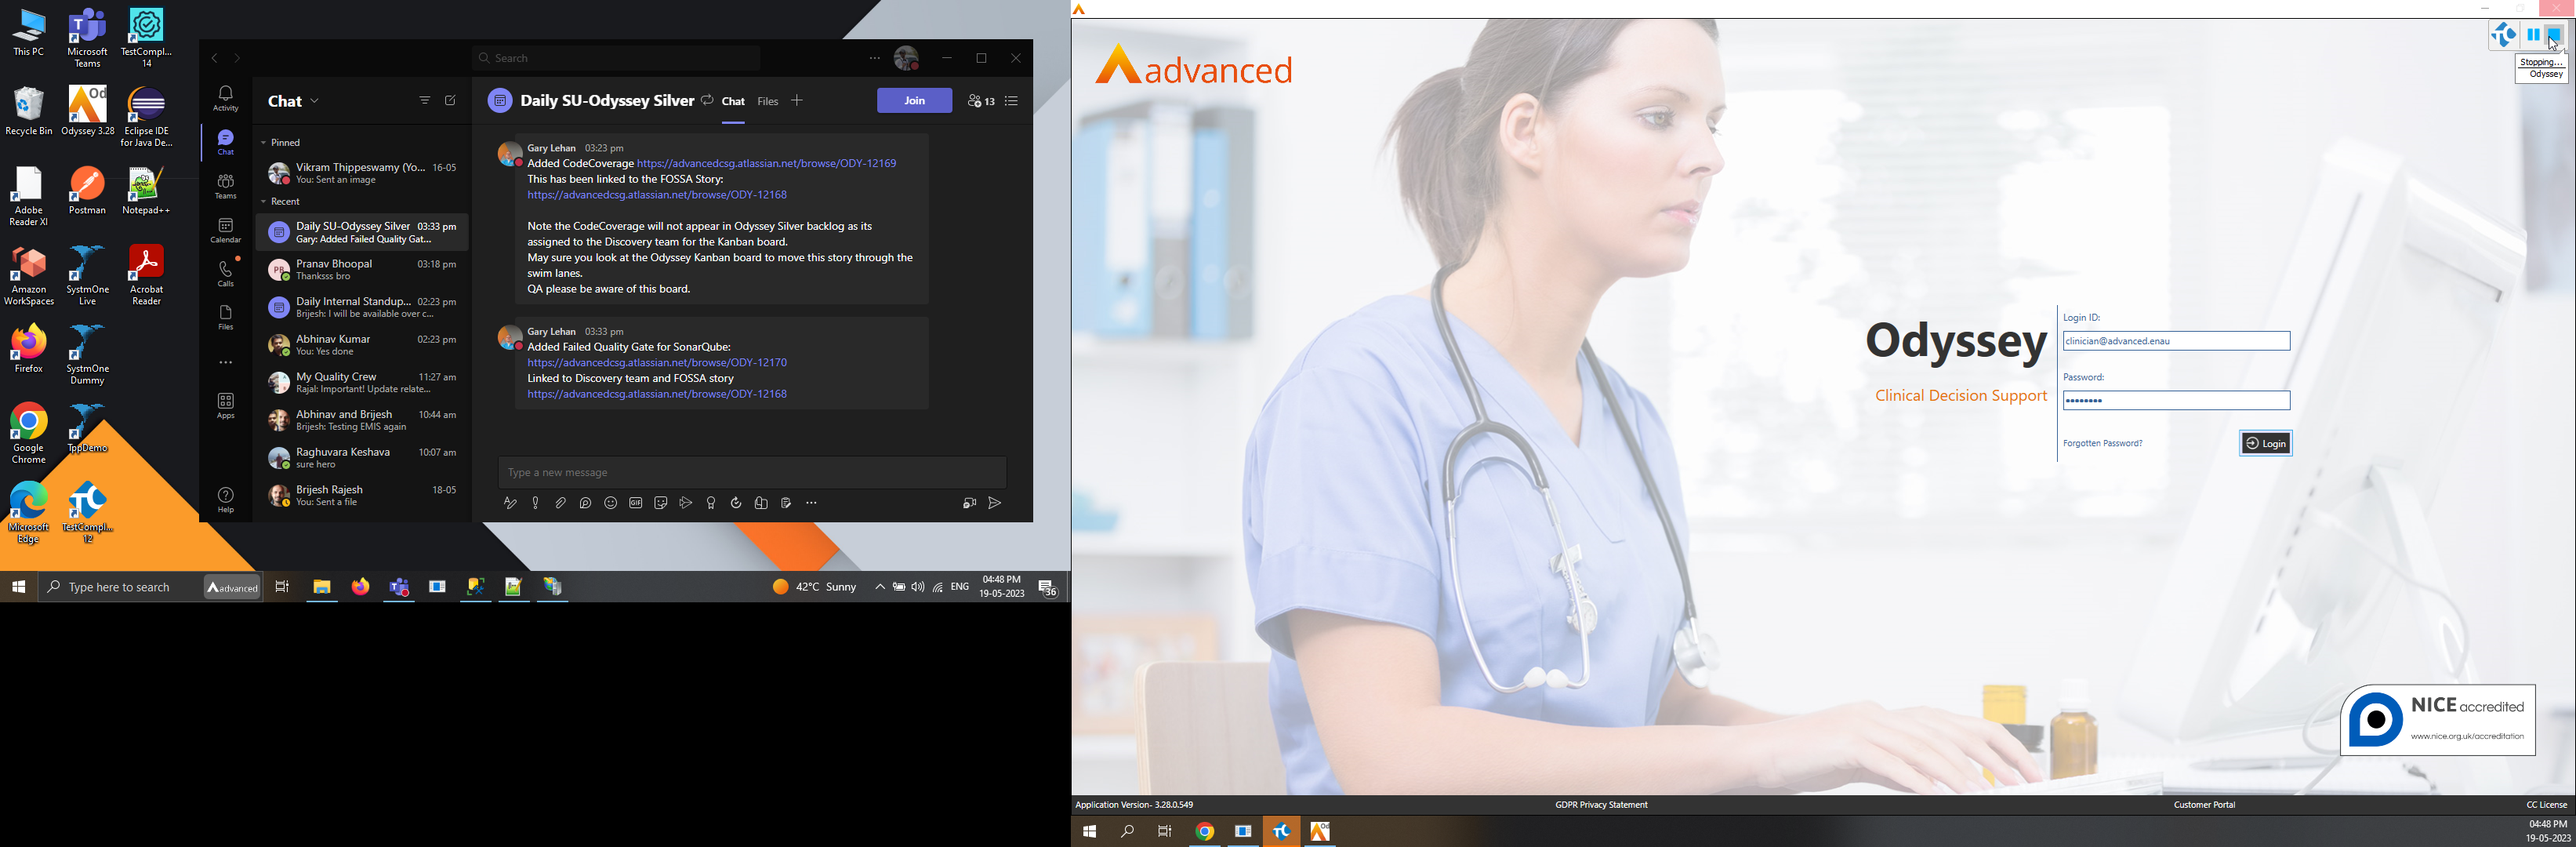 This PC
Microsoft
Teams
TestCompl...
14
Recycle Bin
Odyssey 3.28
Eclipse IDE
for Java De...
Adobe
Reader XI
Postman
Notepad++
Amazon
WorkSpaces
SystmOne
Live
Acrobat
Reader
Firefox
SystmOne
Dummy
Google
Chrome
TppDemo
Microsoft
Edge
TestCompl...
12
Search
Activity
Chat
Teams
Calendar
Calls
Files
Apps
Help
Chat
Pinned
Vikram Thippeswamy (Yo... 16-05
You: Sent an image
Recent
Daily SU-Odyssey Silver 03:33 pm
Gary: Added Failed Quality Gat...
PB
Pranav Bhoopal 03:18 pm
Thanksss bro
Daily Internal Standup... 02:23 pm
Brijesh: I will be available over c...
Abhinav Kumar 02:23 pm
You: Yes done
My Quality Crew 11:27 am
Rajal: Important! Update relate...
Abhinav and Brijesh 10:44 am
Brijesh: Testing EMIS again
Raghuvara Keshava 10:07 am
sure hero
Brijesh Rajesh 18-05
You: Sent a file
Daily SU-Odyssey Silver Chat Files Join 13
Gary Lehan 03:23 pm
Added CodeCoverage https://advancedcsg.atlassian.net/browse/ODY-12169
This has been linked to the FOSSA Story:
https://advancedcsg.atlassian.net/browse/ODY-12168
Note the CodeCoverage will not appear in Odyssey Silver backlog as its
assigned to the Discovery team for the Kanban board.
May sure you look at the Odyssey Kanban board to move this story through the
swim lanes.
QA please be aware of this board.
Gary Lehan 03:33 pm
Added Failed Quality Gate for SonarQube:
https://advancedcsg.atlassian.net/browse/ODY-12170
Linked to Discovery team and FOSSA story
https://advancedcsg.atlassian.net/browse/ODY-12168
Type a new message
GIF
Type here to search
advanced
42°C Sunny
ENG
04:48 PM
19-05-2023
36
advanced
Stopping...
Odyssey
Odyssey
Clinical Decision Support
Login ID:
clinician@advanced.enau
Password:
Forgotten Password?
Login
NICE accredited
www.nice.org.uk/accreditation
Application Version- 3.28.0.549
GDPR Privacy Statement
Customer Portal
CC License
Od
04:48 PM
19-05-2023